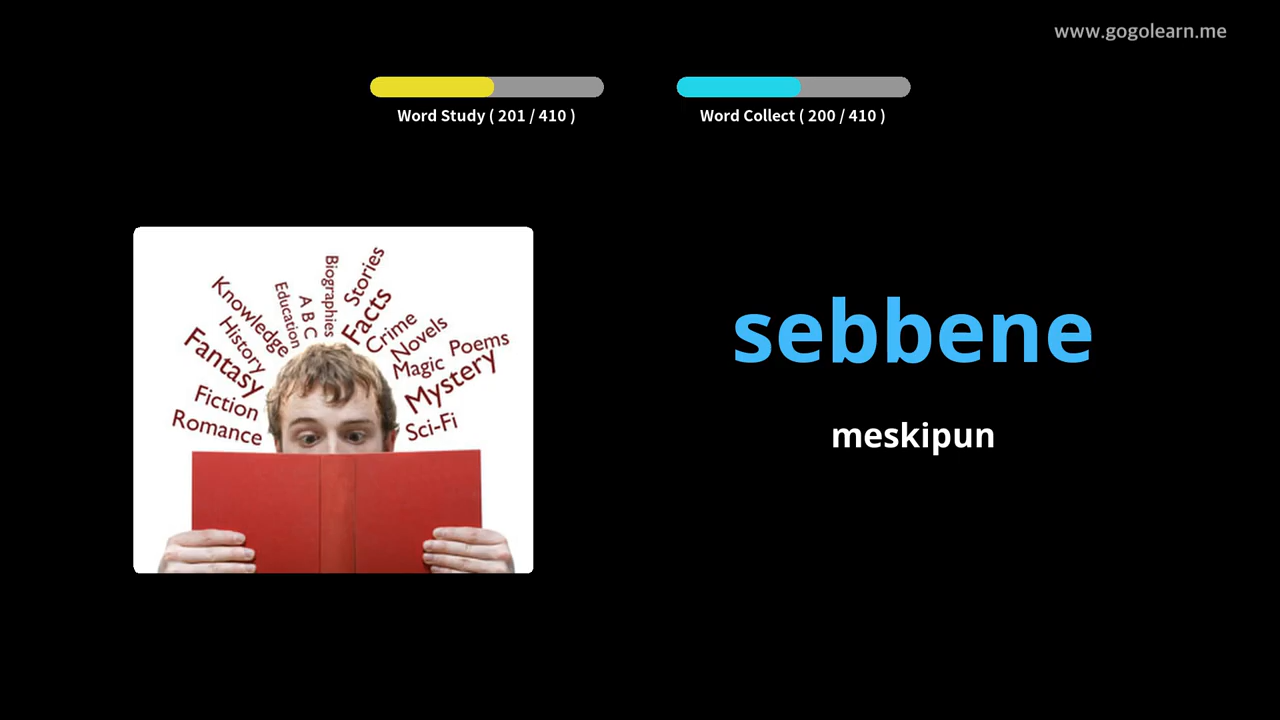 www.gogolearn.me
Word Study ( 201 / 410 )
Word Collect ( 200 / 410 )
Biographies
Stories
Education
A B C
Facts
Knowledge
Crime
History
Novels
Fantasy
Magic
Poems
Mystery
Fiction
Romance
Sci-Fi
sebbene
meskipun